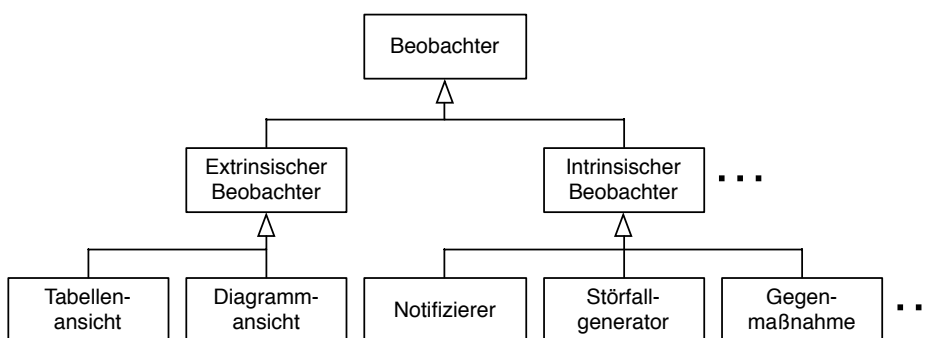 Beobachter
Extrinsischer
Beobachter
Intrinsischer
Beobachter
...
Tabellen-
ansicht
Diagramm-
ansicht
Notifizierer
Störfall-
generator
Gegen-
maßnahme
..